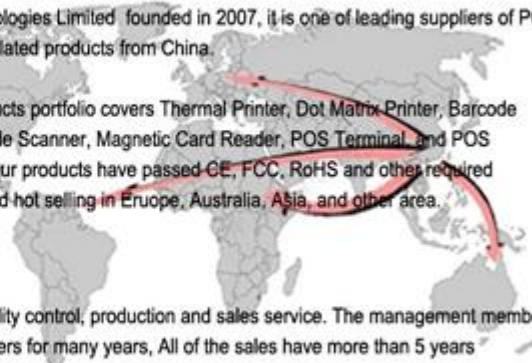 ologies Limited founded in 2007, it is one of leading suppliers of P
lated products from China.
cts portfolio covers Thermal Printer, Dot Matrix Printer, Barcode
le Scanner, Magnetic Card Reader, POS Terminal, and POS
ur products have passed CE, FCC, RoHS and other required
d hot selling in Eruope, Australia, Asia, and other area.
lity control, production and sales service. The management membe
ers for many years, All of the sales have more than 5 years